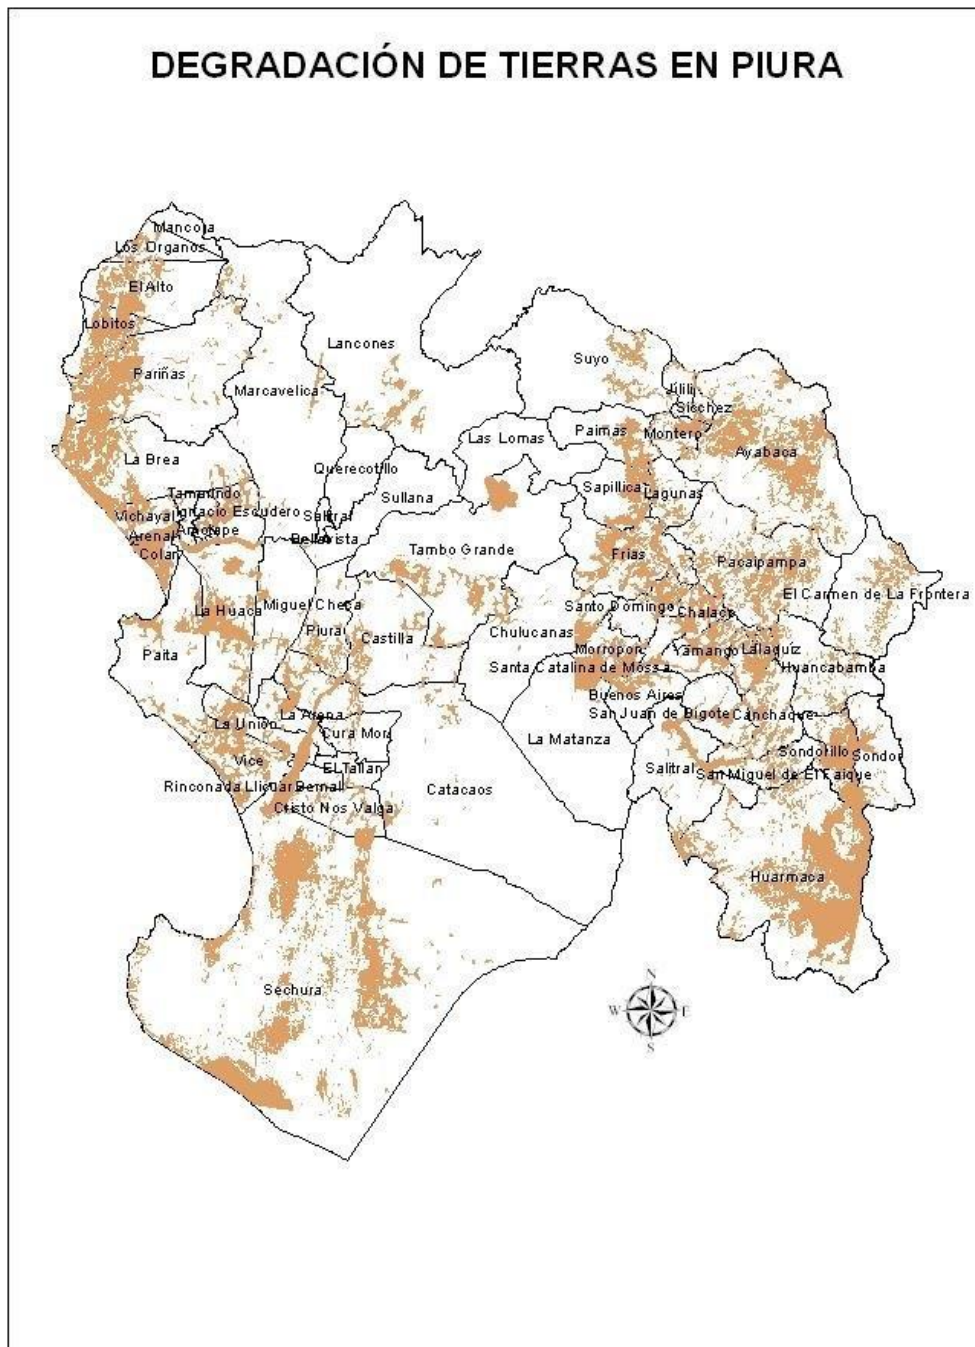 DEGRADACIÓN DE TIERRAS EN PIURA
Mancora
Los Organos
El Alto
Lobitos
Lancones
Suyo
Pariñas
Marcavelica
Jilili
Sicchez
Las Lomas
Paimas
Montero
Ayabaca
La Brea
Querecotillo
Sullana
Sapillica
Lagunas
Tamarindo
Ignacio Escudero
Vichayal
Salitral
Amotape
Arenal
Bellavista
Colan
Tambo Grande
Frias
Pacaipampa
El Carmen de La Frontera
La Huaca
Miguel Checa
Santo Domingo
Chalaco
Piura
Castilla
Chulucanas
Paita
Morropon
Yamango
Lalaquiz
Santa Catalina de Mossa
Huancabamba
Buenos Aires
La Arena
San Juan de Bigote
Canchaque
La Union
Cura Mori
La Matanza
Sondorillo
Sondor
Vice
El Tallan
Salitral
San Miguel de El Faique
Rinconada Llicuar
Bernal
Catacaos
Cristo Nos Valga
Huarmaca
Sechura
N
W
E
S